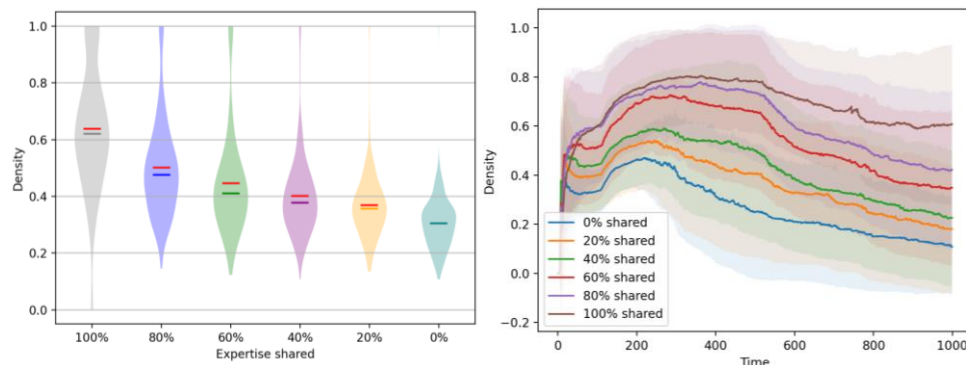 1.0
0.8
0.6
0.4
0.2
0.0
Density
100% 80% 60% 40% 20% 0%
Expertise shared
1.0
0.8
0.6
0.4
0.2
0.0
−0.2
Density
0% shared
20% shared
40% shared
60% shared
80% shared
100% shared
0 200 400 600 800 1000
Time